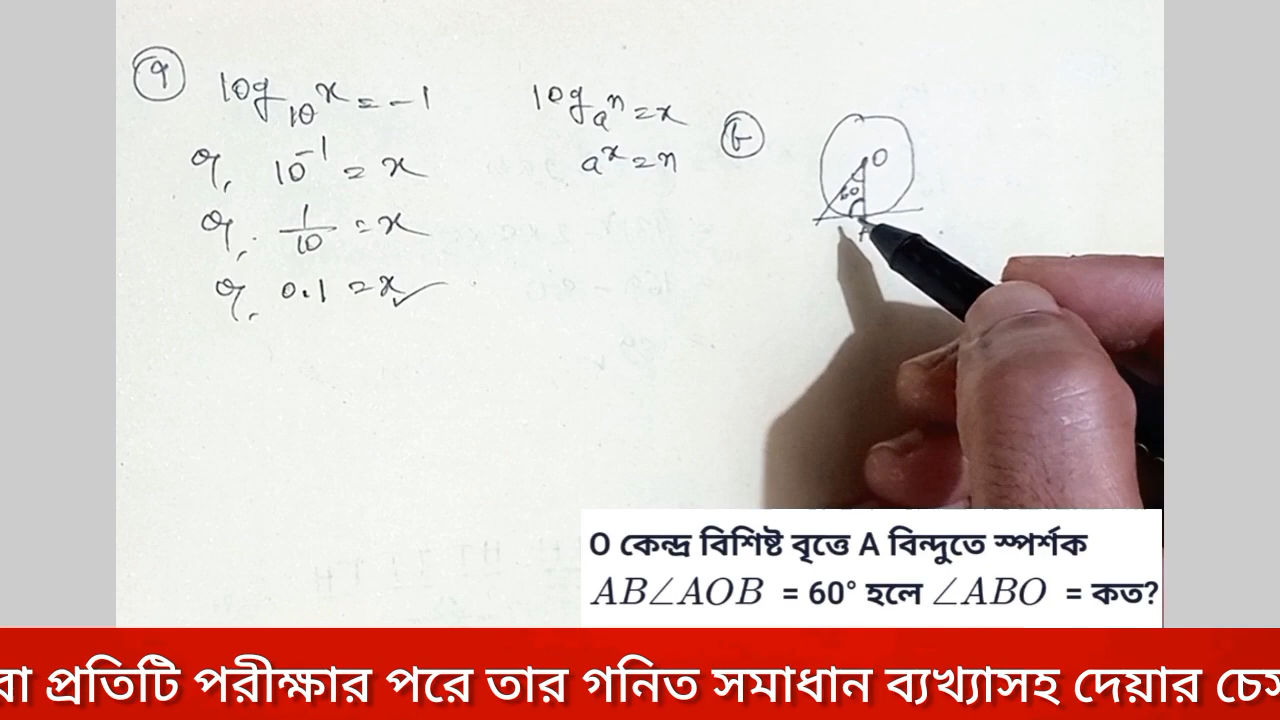 ৭
log₁₀x = -1
বা, 10⁻¹ = x
বা, 1/10 = x
বা, 0.1 = x ✓
logₐn = x
aˣ = n
৮
O
60
A
O কেন্দ্র বিশিষ্ট বৃত্তে A বিন্দুতে স্পর্শক
AB∠AOB = 60° হলে ∠ABO = কত?
বা প্রতিটি পরীক্ষার পরে তার গনিত সমাধান ব্যখ্যাসহ দেয়ার